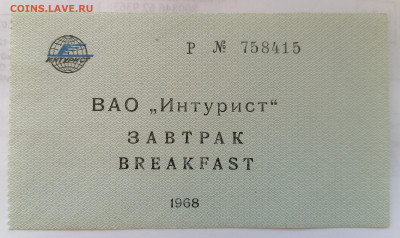 COINS.LAVE.RU
ИНТУРИСТ
Р № 758415
ВАО „Интурист“
ЗАВТРАК
BREAKFAST
1968